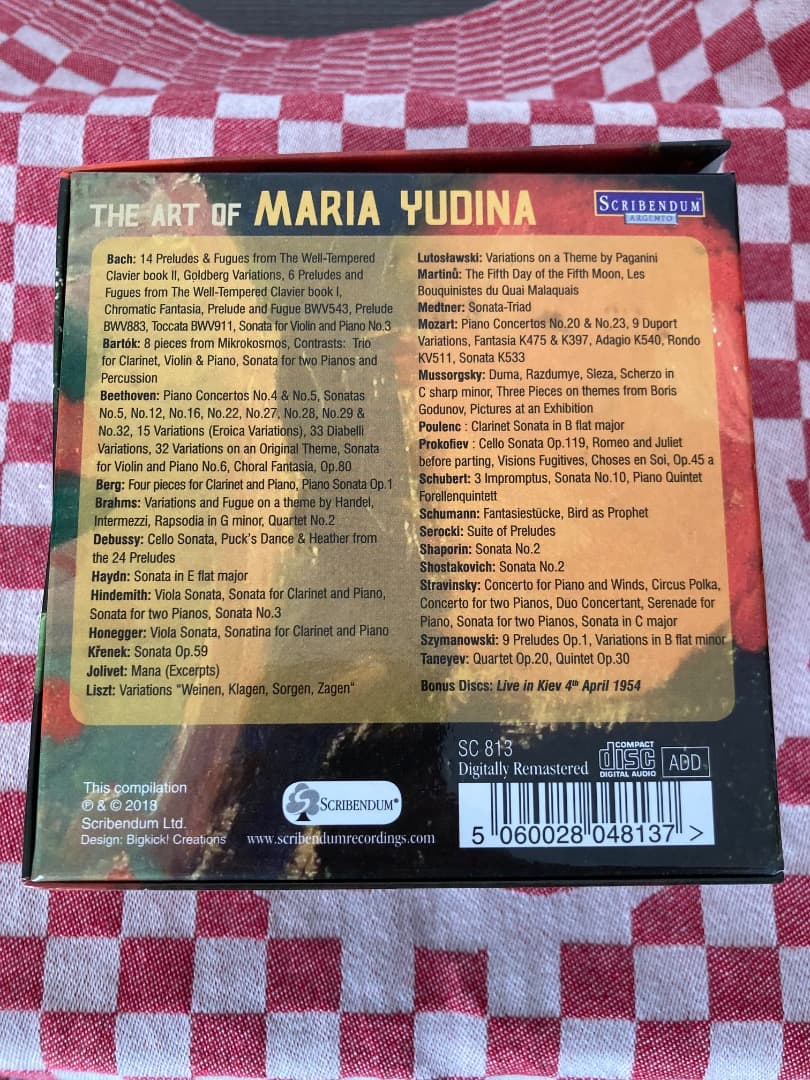 THE ART OF MARIA YUDINA
SCRIBENDUM
ARGENTO
Bach: 14 Preludes & Fugues from The Well-Tempered
Clavier book II, Goldberg Variations, 6 Preludes and
Fugues from The Well-Tempered Clavier book I,
Chromatic Fantasia, Prelude and Fugue BWV543, Prelude
BWV883, Toccata BWV911, Sonata for Violin and Piano No.3
Bartók: 8 pieces from Mikrokosmos, Contrasts: Trio
for Clarinet, Violin & Piano, Sonata for two Pianos and
Percussion
Beethoven: Piano Concertos No.4 & No.5, Sonatas
No.5, No.12, No.16, No.22, No.27, No.28, No.29 &
No.32, 15 Variations (Eroica Variations), 33 Diabelli
Variations, 32 Variations on an Original Theme, Sonata
for Violin and Piano No.6, Choral Fantasia, Op.80
Berg: Four pieces for Clarinet and Piano, Piano Sonata Op.1
Brahms: Variations and Fugue on a theme by Handel,
Intermezzi, Rapsodia in G minor, Quartet No.2
Debussy: Cello Sonata, Puck's Dance & Heather from
the 24 Preludes
Haydn: Sonata in E flat major
Hindemith: Viola Sonata, Sonata for Clarinet and Piano,
Sonata for two Pianos, Sonata No.3
Honegger: Viola Sonata, Sonatina for Clarinet and Piano
Křenek: Sonata Op.59
Jolivet: Mana (Excerpts)
Liszt: Variations "Weinen, Klagen, Sorgen, Zagen"
Lutosławski: Variations on a Theme by Paganini
Martinů: The Fifth Day of the Fifth Moon, Les
Bouquinistes du Quai Malaquais
Medtner: Sonata-Triad
Mozart: Piano Concertos No.20 & No.23, 9 Duport
Variations, Fantasia K475 & K397, Adagio K540, Rondo
KV511, Sonata K533
Mussorgsky: Duma, Razdumye, Sleza, Scherzo in
C sharp minor, Three Pieces on themes from Boris
Godunov, Pictures at an Exhibition
Poulenc : Clarinet Sonata in B flat major
Prokofiev : Cello Sonata Op.119, Romeo and Juliet
before parting, Visions Fugitives, Choses en Soi, Op.45 a
Schubert: 3 Impromptus, Sonata No.10, Piano Quintet
Forellenquintett
Schumann: Fantasiestücke, Bird as Prophet
Serocki: Suite of Preludes
Shaporin: Sonata No.2
Shostakovich: Sonata No.2
Stravinsky: Concerto for Piano and Winds, Circus Polka,
Concerto for two Pianos, Duo Concertant, Serenade for
Piano, Sonata for two Pianos, Sonata in C major
Szymanowski: 9 Preludes Op.1, Variations in B flat minor
Taneyev: Quartet Op.20, Quintet Op.30
Bonus Discs: Live in Kiev 4th April 1954
This compilation
℗ & © 2018
Scribendum Ltd.
Design: Bigkick! Creations
SCRIBENDUM®
www.scribendumrecordings.com
SC 813
Digitally Remastered
COMPACT
disc
DIGITAL AUDIO
ADD
5 060028 048137 >